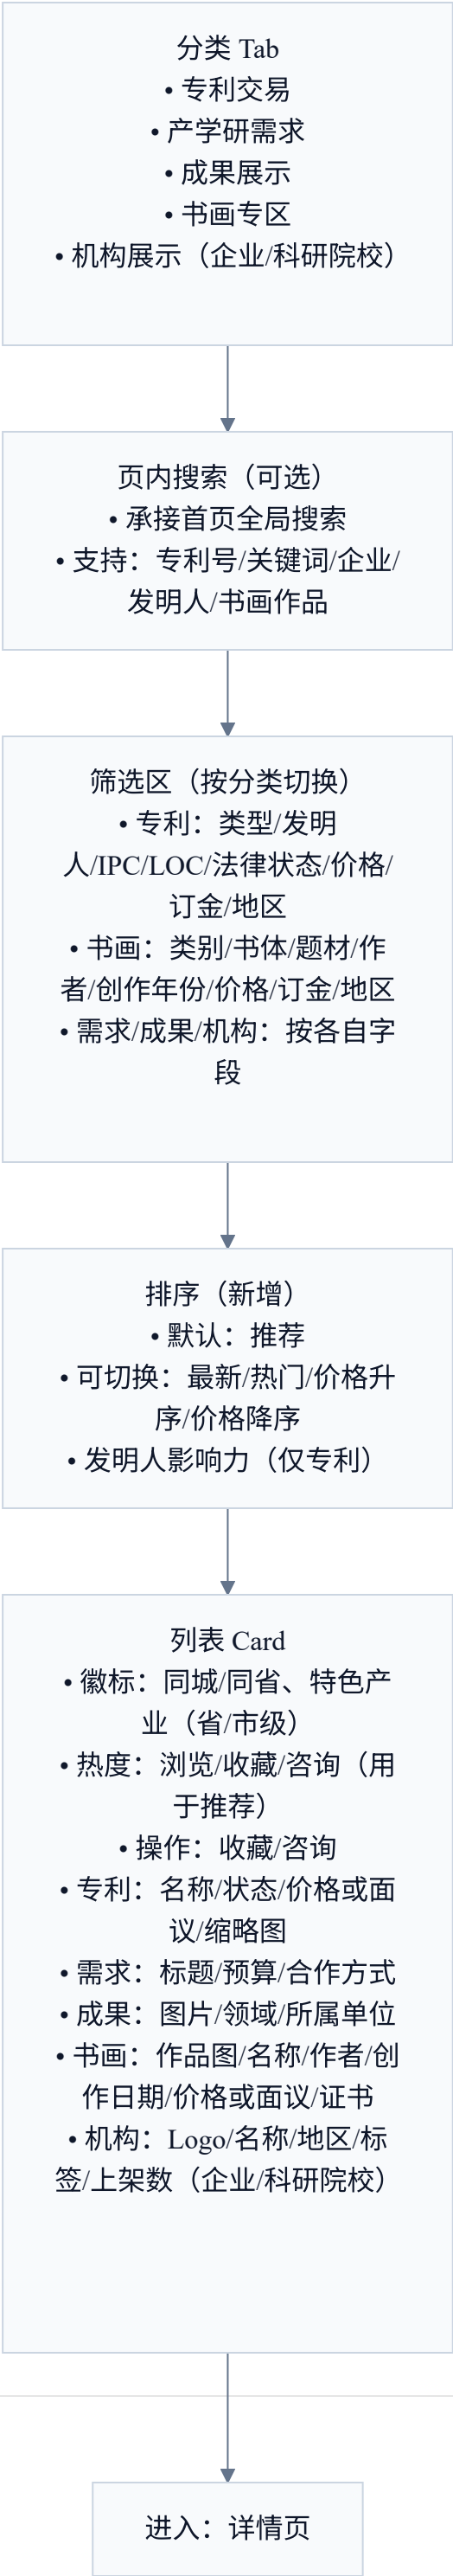 分类 Tab
• 专利交易
• 产学研需求
• 成果展示
• 书画专区
• 机构展示（企业/科研院校）
页内搜索（可选）
• 承接首页全局搜索
• 支持：专利号/关键词/企业/
发明人/书画作品
筛选区（按分类切换）
• 专利：类型/发明
人/IPC/LOC/法律状态/价格/
订金/地区
• 书画：类别/书体/题材/作
者/创作年份/价格/订金/地区
• 需求/成果/机构：按各自字
段
排序（新增）
• 默认：推荐
• 可切换：最新/热门/价格升
序/价格降序
• 发明人影响力（仅专利）
列表 Card
• 徽标：同城/同省、特色产
业（省/市级）
• 热度：浏览/收藏/咨询（用
于推荐）
• 操作：收藏/咨询
• 专利：名称/状态/价格或面
议/缩略图
• 需求：标题/预算/合作方式
• 成果：图片/领域/所属单位
• 书画：作品图/名称/作者/创
作日期/价格或面议/证书
• 机构：Logo/名称/地区/标
签/上架数（企业/科研院校）
进入：详情页